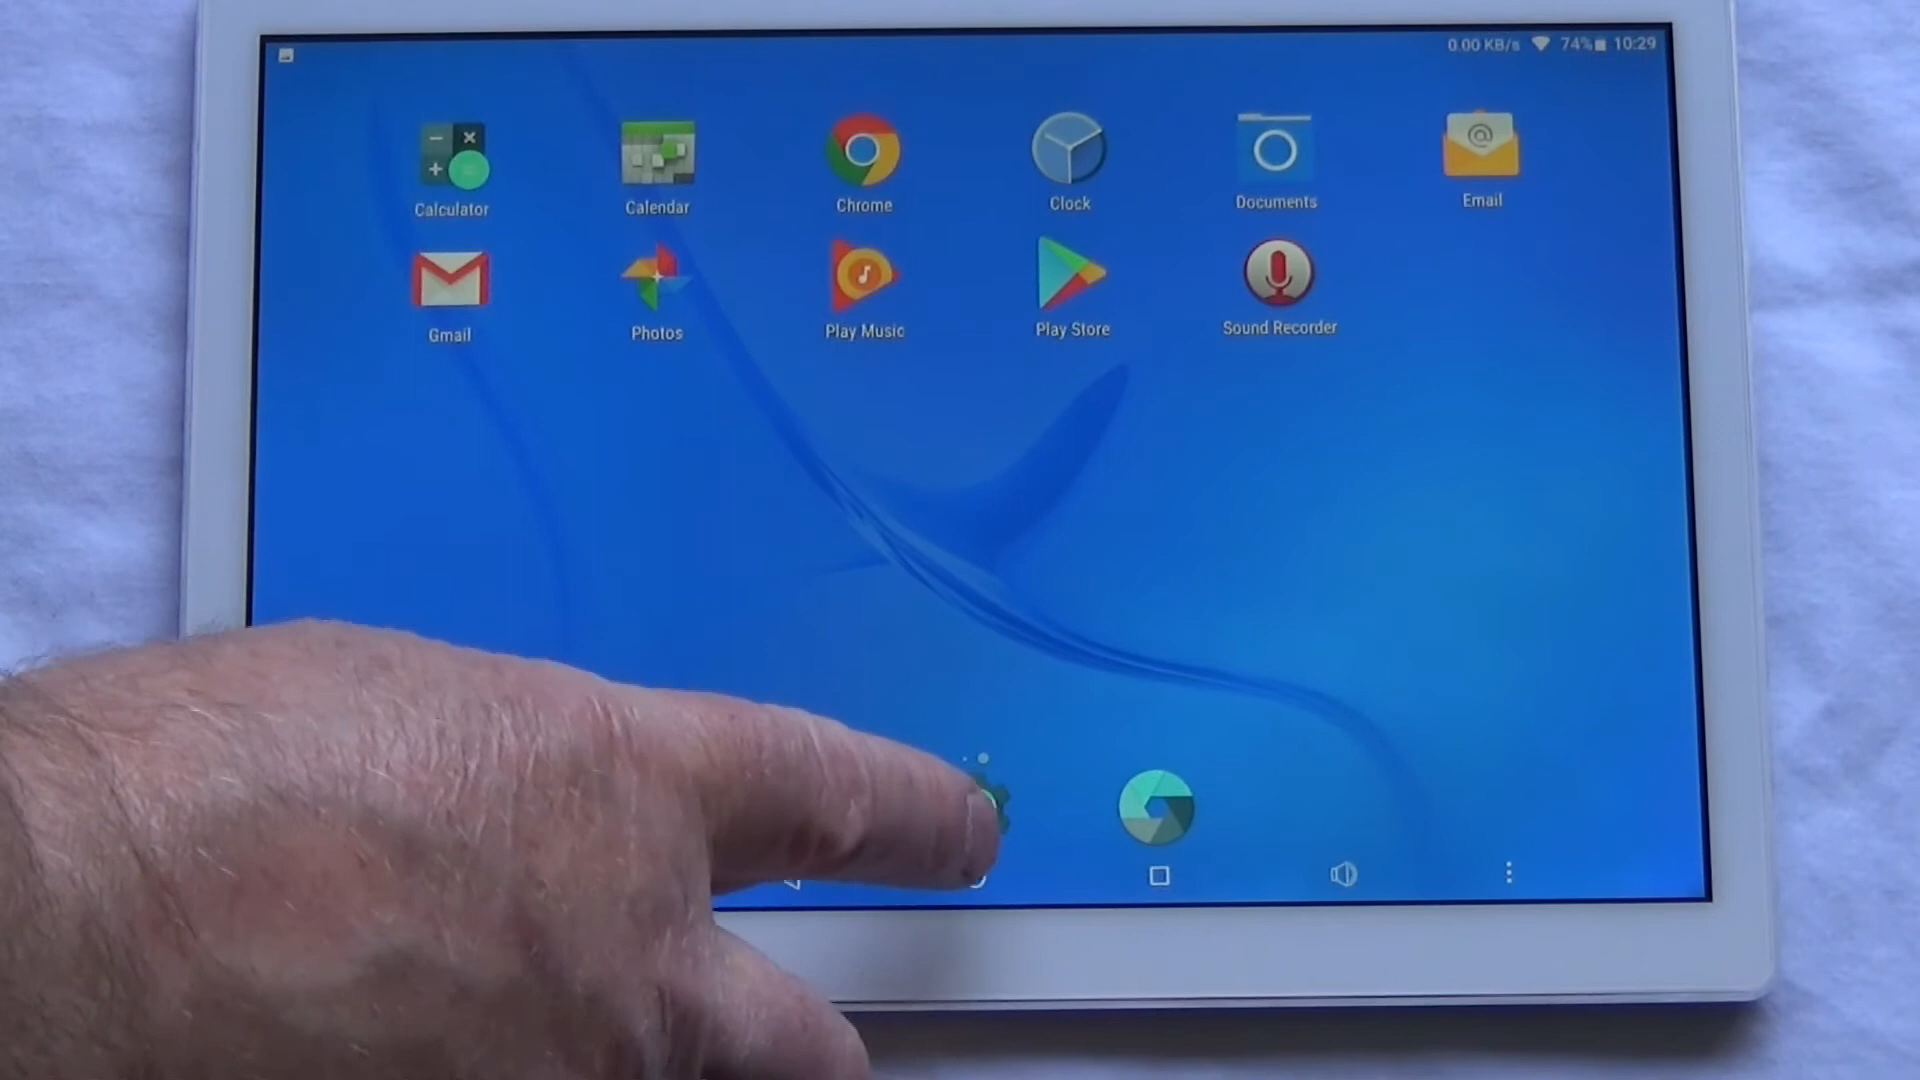 0.00 KB/s 74% 10:29
Calculator Calendar Chrome Clock Documents Email
Gmail Photos Play Music Play Store Sound Recorder